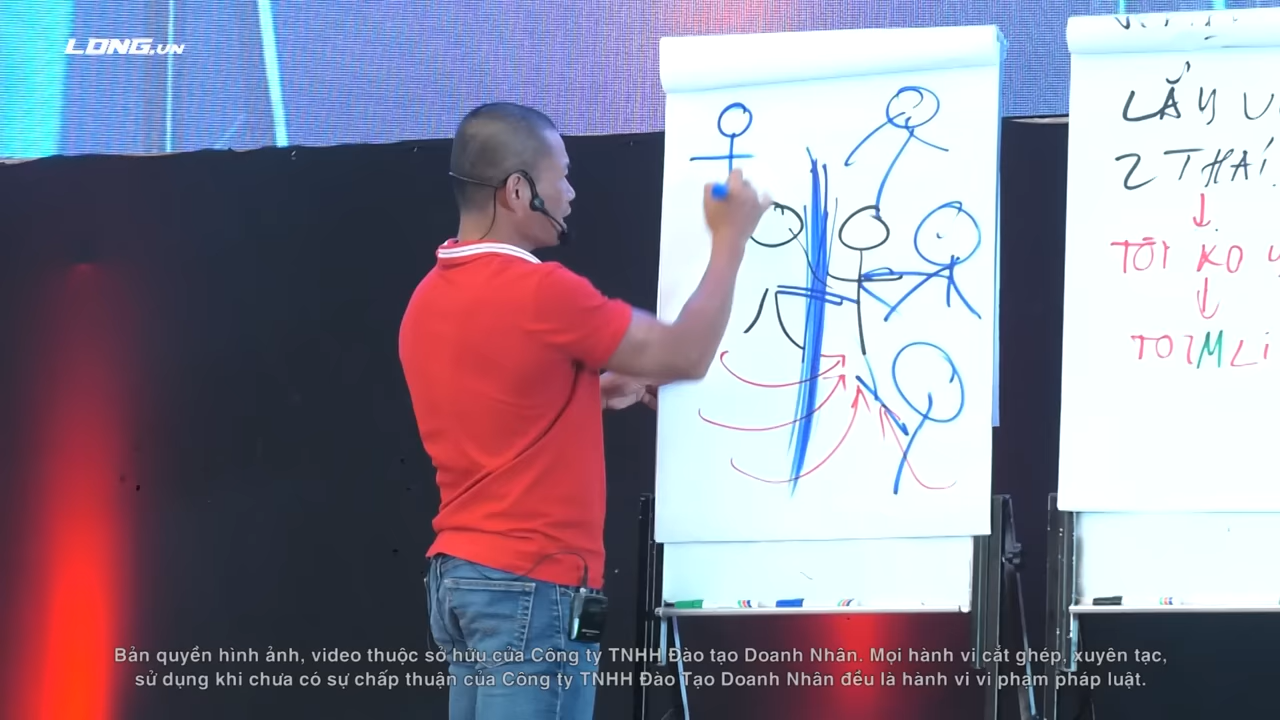 LONG.VN
LẤY
2 THÁI
TÔI KO
TÔI M LÌ
Bản quyền hình ảnh, video thuộc sở hữu của Công ty TNHH Đào tạo Doanh Nhân. Mọi hành vi cắt ghép, xuyên tạc,
sử dụng khi chưa có sự chấp thuận của Công ty TNHH Đào Tạo Doanh Nhân đều là hành vi vi phạm pháp luật.